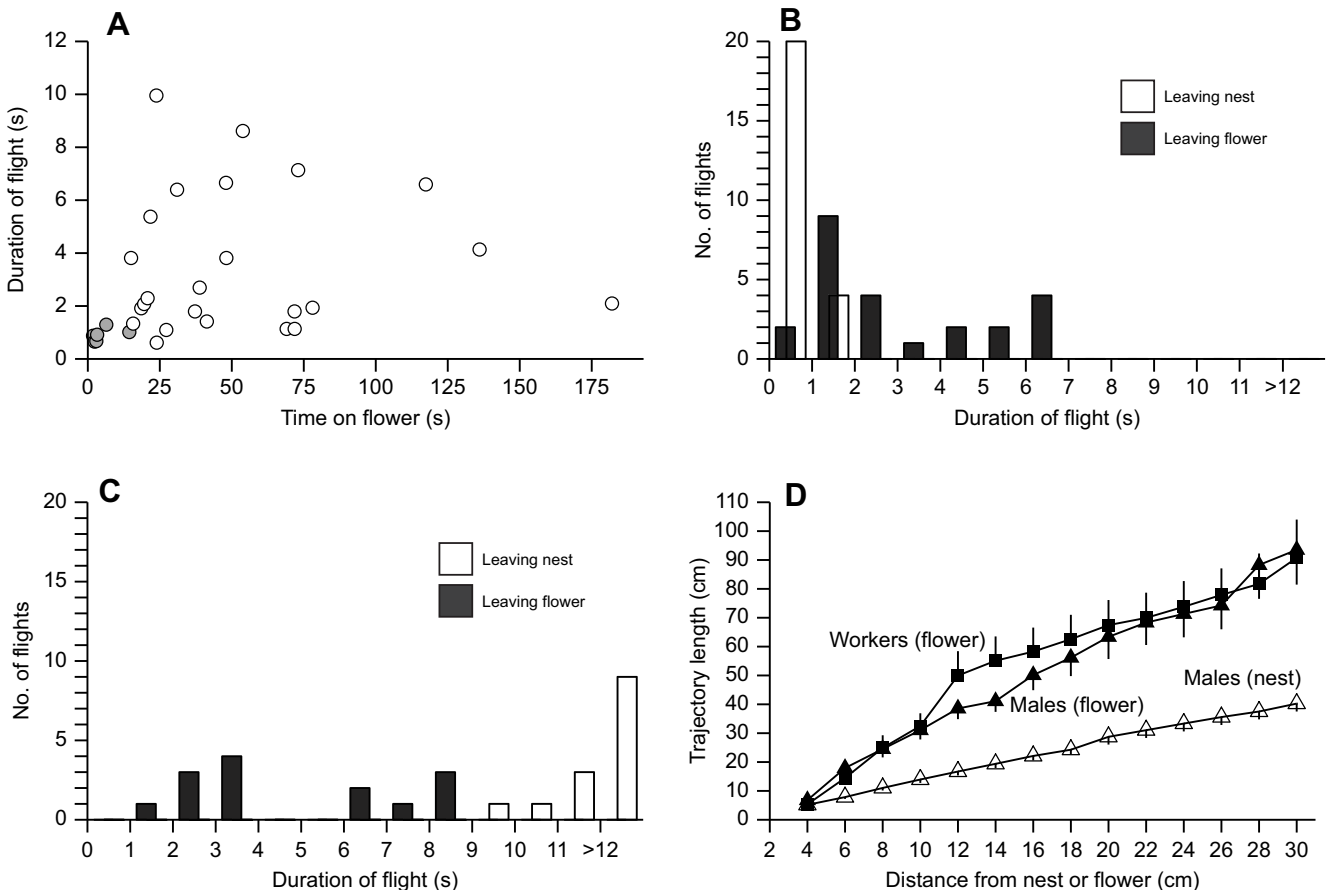 A
12
10
8
6
4
2
0
Duration of flight (s)
0 25 50 75 100 125 150 175
Time on flower (s)
B
20
15
10
5
0
No. of flights
Leaving nest
Leaving flower
0 1 2 3 4 5 6 7 8 9 10 11 >12
Duration of flight (s)
C
20
15
10
5
0
No. of flights
Leaving nest
Leaving flower
0 1 2 3 4 5 6 7 8 9 10 11 >12
Duration of flight (s)
D
110
100
90
80
70
60
50
40
30
20
10
0
Trajectory length (cm)
Workers (flower)
Males (nest)
Males (flower)
2 4 6 8 10 12 14 16 18 20 22 24 26 28 30
Distance from nest or flower (cm)